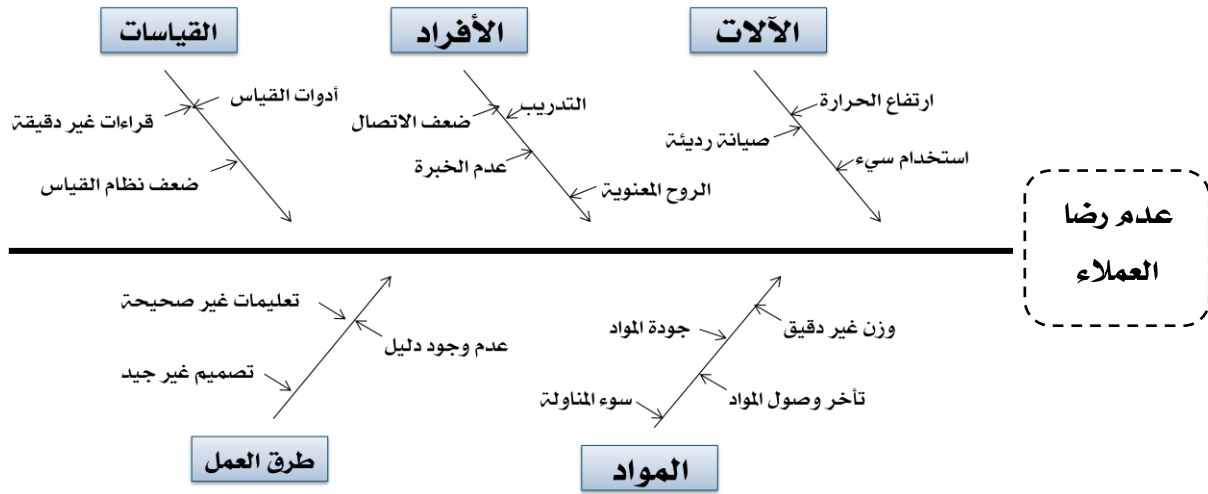 الآلات
الأفراد
القياسات
ارتفاع الحرارة
صيانة رديئة
استخدام سيء
التدريب
ضعف الاتصال
عدم الخبرة
الروح المعنوية
أدوات القياس
قراءات غير دقيقة
ضعف نظام القياس
عدم رضا
العملاء
وزن غير دقيق
جودة المواد
تأخر وصول المواد
سوء المناولة
تعليمات غير صحيحة
عدم وجود دليل
تصميم غير جيد
المواد
طرق العمل